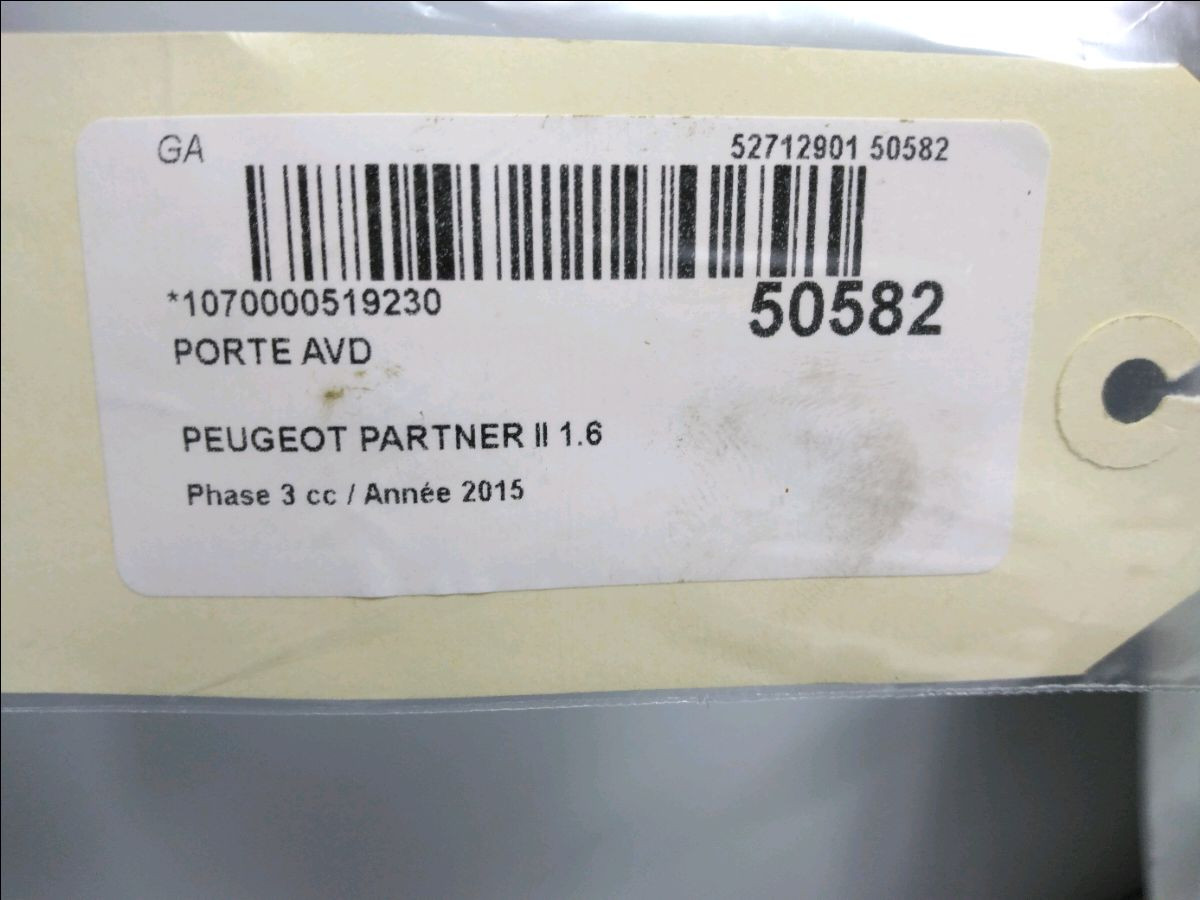 GA 52712901 50582
*1070000519230 50582
PORTE AVD
PEUGEOT PARTNER II 1.6
Phase 3 cc / Année 2015